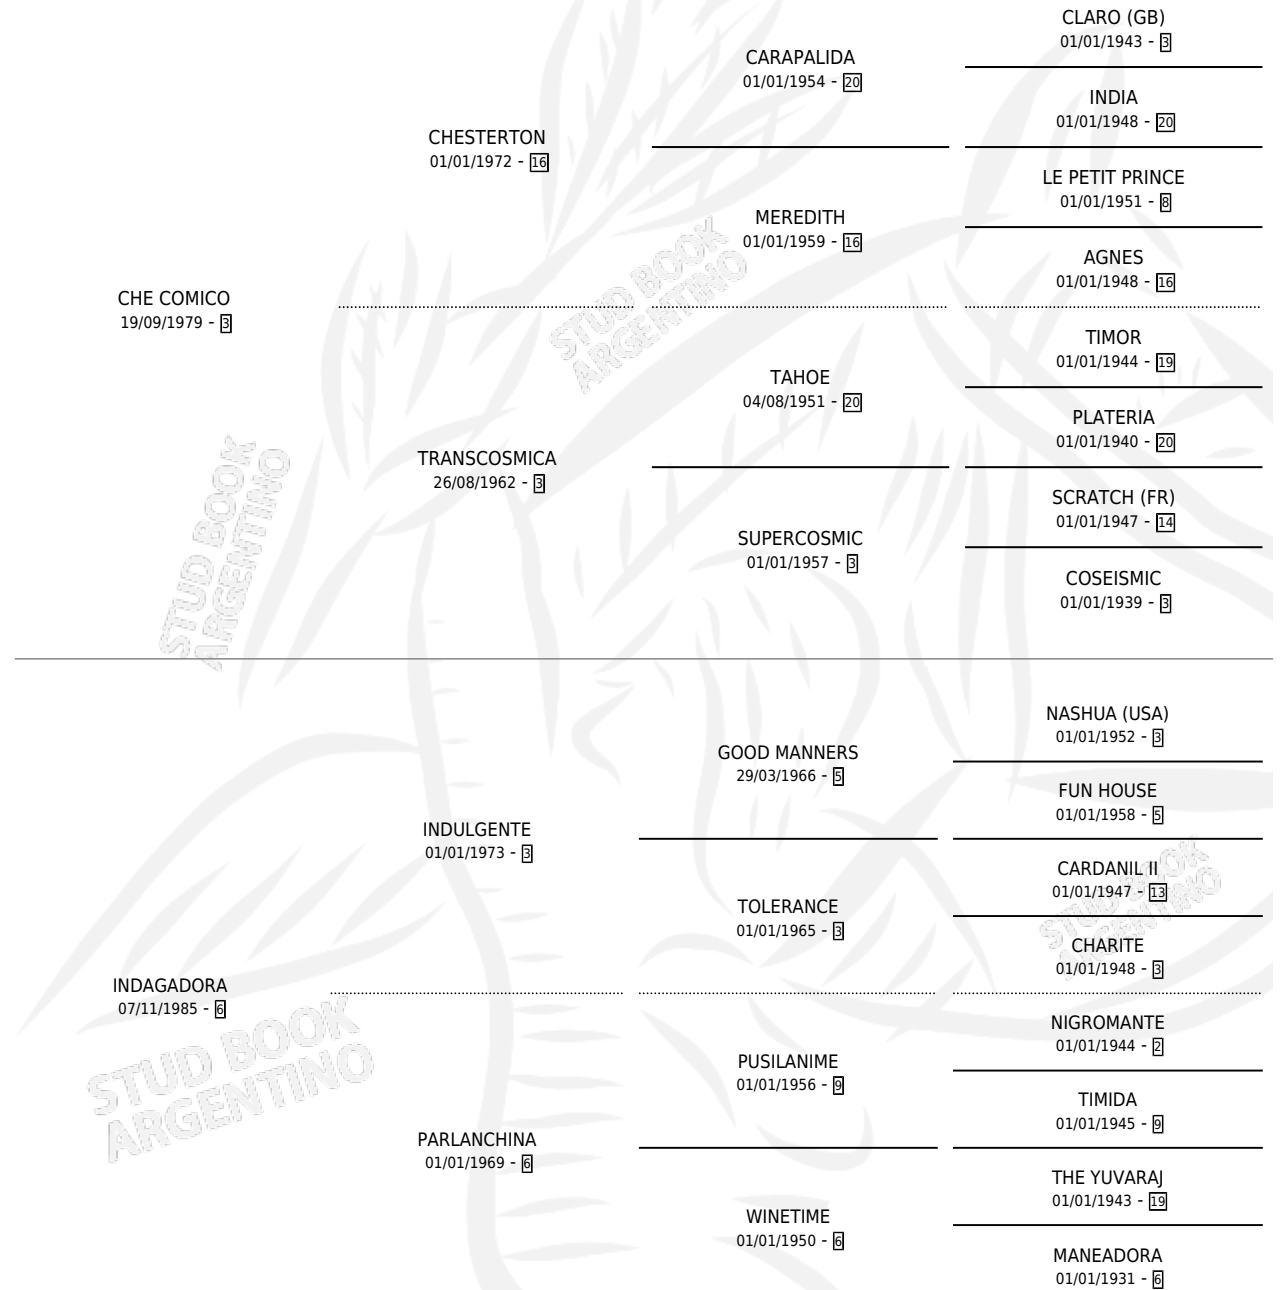 CLARO (GB)
01/01/1943 - 3
CARAPALIDA
01/01/1954 - 20
INDIA
01/01/1948 - 20
CHESTERTON
01/01/1972 - 16
LE PETIT PRINCE
01/01/1951 - 8
MEREDITH
01/01/1959 - 16
AGNES
01/01/1948 - 16
CHE COMICO
19/09/1979 - 3
TIMOR
01/01/1944 - 19
TAHOE
04/08/1951 - 20
PLATERIA
01/01/1940 - 20
TRANSCOSMICA
26/08/1962 - 3
SCRATCH (FR)
01/01/1947 - 14
SUPERCOSMIC
01/01/1957 - 3
COSEISMIC
01/01/1939 - 3
NASHUA (USA)
01/01/1952 - 3
GOOD MANNERS
29/03/1966 - 5
FUN HOUSE
01/01/1958 - 5
INDULGENTE
01/01/1973 - 3
CARDANIL II
01/01/1947 - 13
TOLERANCE
01/01/1965 - 3
CHARITE
01/01/1948 - 3
INDAGADORA
07/11/1985 - 6
NIGROMANTE
01/01/1944 - 2
PUSILANIME
01/01/1956 - 9
TIMIDA
01/01/1945 - 9
PARLANCHINA
01/01/1969 - 6
THE YUVARAJ
01/01/1943 - 19
WINETIME
01/01/1950 - 6
MANEADORA
01/01/1931 - 6
STUD BOOK
ARGENTINO
STUD BOOK
ARGENTINO
STUD BOOK
ARGENTINO
STUD BOOK
ARGENTINO